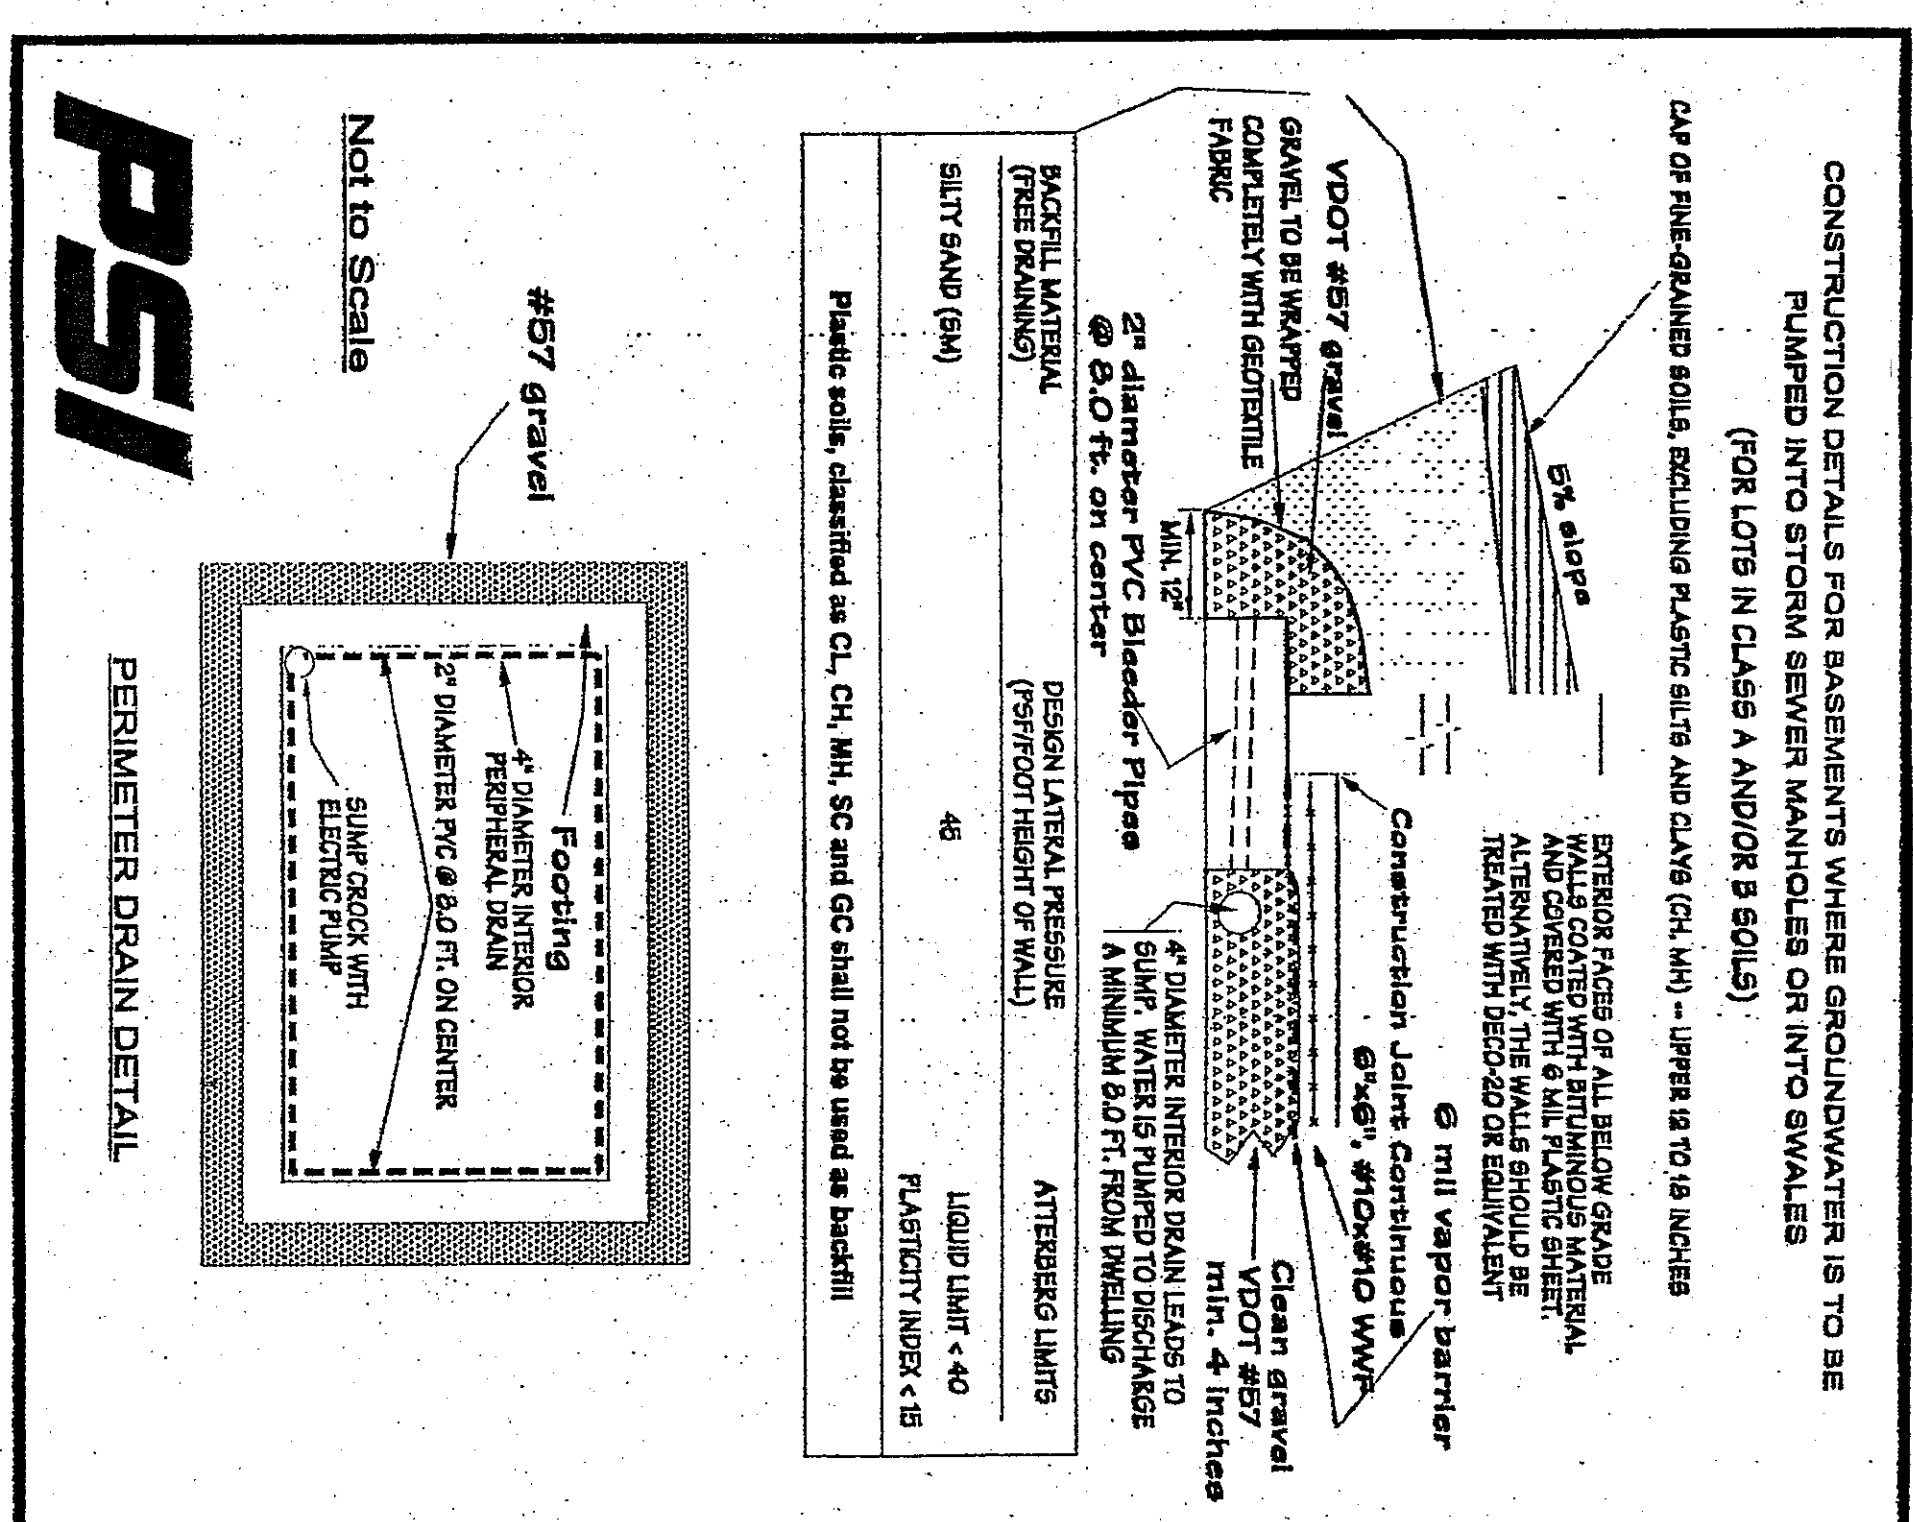 CONSTRUCTION DETAILS FOR BASEMENTS WHERE GROUNDWATER IS TO BE
PUMPED INTO STORM SEWER MANHOLES OR INTO SWALES
(FOR LOTS IN CLASS A AND/OR B SOILS)
CAP OF FINE-GRAINED SOILS, EXCLUDING PLASTIC SILTS AND CLAYS (CH, MH) -- UPPER 12 TO 18 INCHES
5% slope
EXTERIOR FACES OF ALL BELOW GRADE
WALLS COATED WITH BITUMINOUS MATERIAL
AND COVERED WITH 6 MIL PLASTIC SHEET.
ALTERNATIVELY, THE WALLS SHOULD BE
TREATED WITH DECO-20 OR EQUIVALENT
6 mil vapor barrier
Construction Joint Continuous
6"x6", #10x#10 WWF
VDOT #57 gravel
GRAVEL TO BE WRAPPED
COMPLETELY WITH GEOTEXTILE
FABRIC
Clean gravel
VDOT #57
min. 4 inches
MIN. 12"
2" diameter PVC Bleeder Pipes
@ 8.0 ft. on center
4" DIAMETER INTERIOR DRAIN LEADS TO
SUMP. WATER IS PUMPED TO DISCHARGE
A MINIMUM 8.0 FT. FROM DWELLING
BACKFILL MATERIAL
(FREE DRAINING)
DESIGN LATERAL PRESSURE
(PSF/FOOT HEIGHT OF WALL)
ATTERBERG LIMITS
SILTY SAND (SM)
45
LIQUID LIMIT < 40
PLASTICITY INDEX < 15
Plastic soils, classified as CL, CH, MH, SC and GC shall not be used as backfill
#57 gravel
Footing
4" DIAMETER INTERIOR
PERIPHERAL DRAIN
2" DIAMETER PVC @ 8.0 FT. ON CENTER
SUMP CROCK WITH
ELECTRIC PUMP
Not to Scale
PERIMETER DRAIN DETAIL
PSI